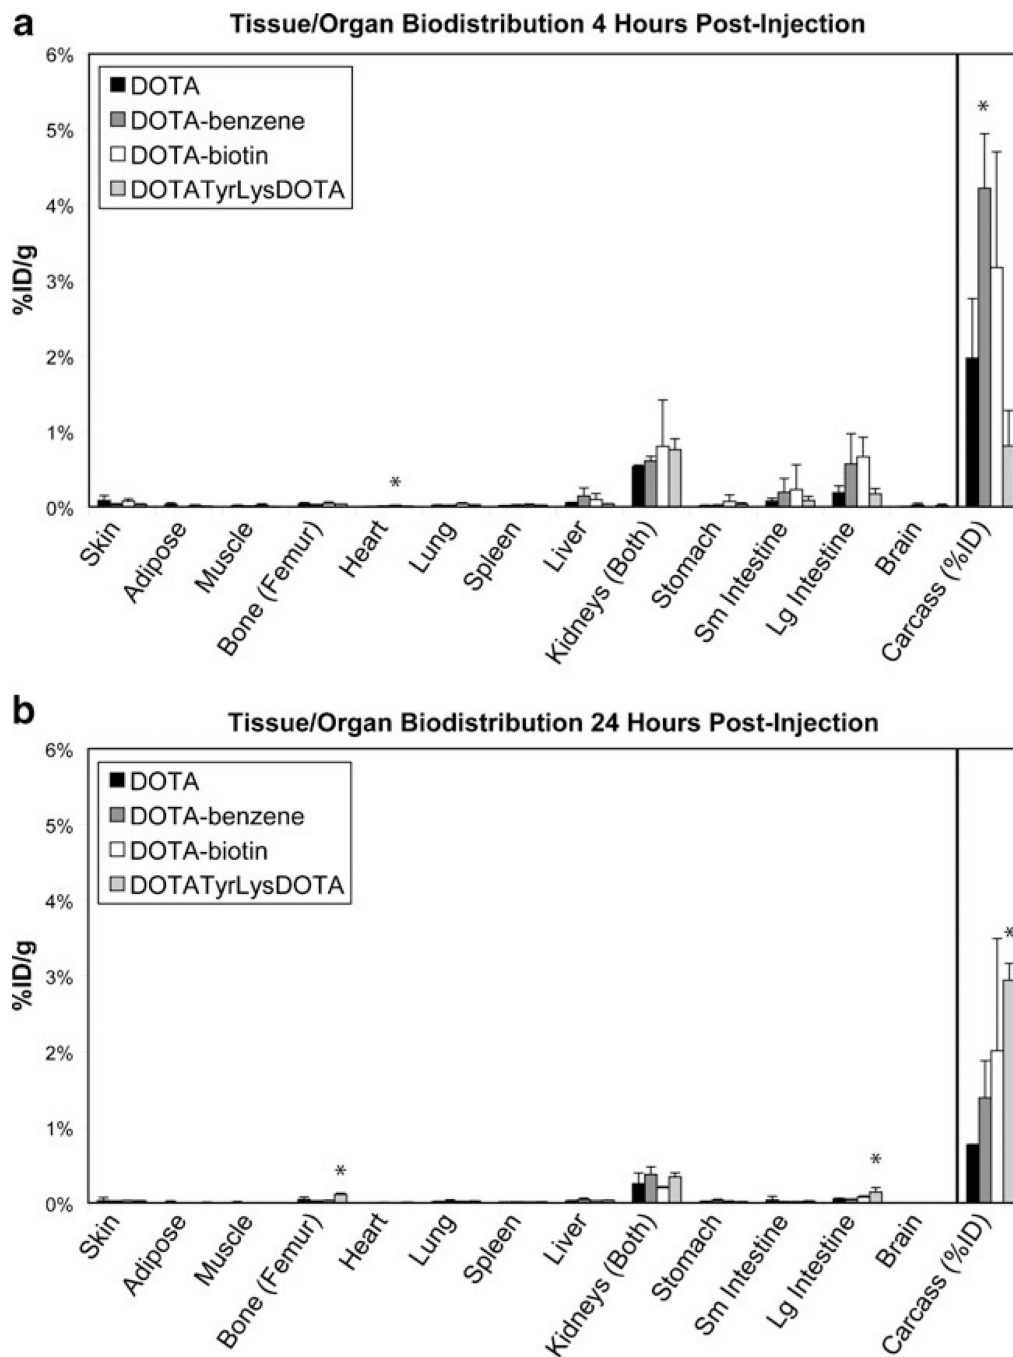 a
Tissue/Organ Biodistribution 4 Hours Post-Injection
6%
5%
4%
3%
2%
1%
0%
%ID/g
DOTA
DOTA-benzene
DOTA-biotin
DOTATyrLysDOTA
*
*
Skin
Adipose
Muscle
Bone (Femur)
Heart
Lung
Spleen
Liver
Kidneys (Both)
Stomach
Sm Intestine
Lg Intestine
Brain
Carcass (%ID)
b
Tissue/Organ Biodistribution 24 Hours Post-Injection
6%
5%
4%
3%
2%
1%
0%
%ID/g
DOTA
DOTA-benzene
DOTA-biotin
DOTATyrLysDOTA
*
*
*
Skin
Adipose
Muscle
Bone (Femur)
Heart
Lung
Spleen
Liver
Kidneys (Both)
Stomach
Sm Intestine
Lg Intestine
Brain
Carcass (%ID)